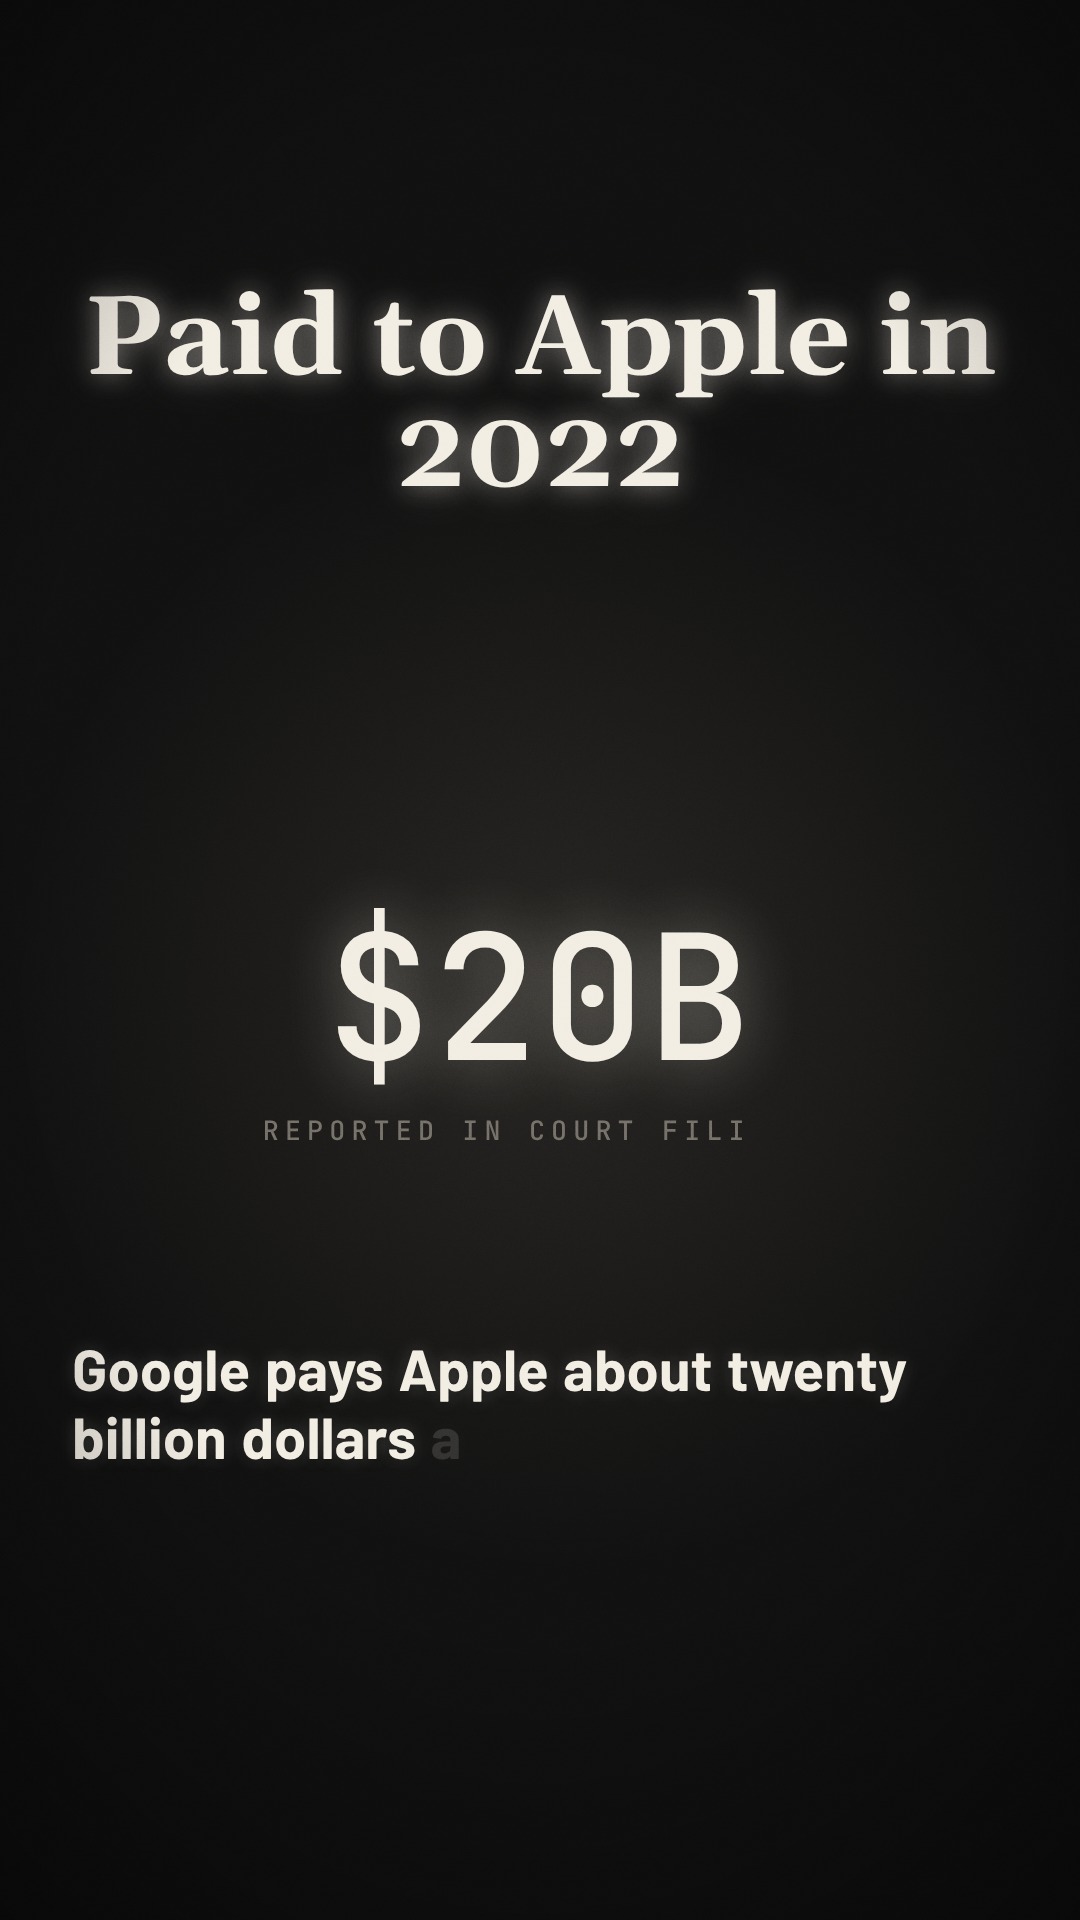 Paid to Apple in
2022
$20B
REPORTED IN COURT FILI
Google pays Apple about twenty
billion dollars a